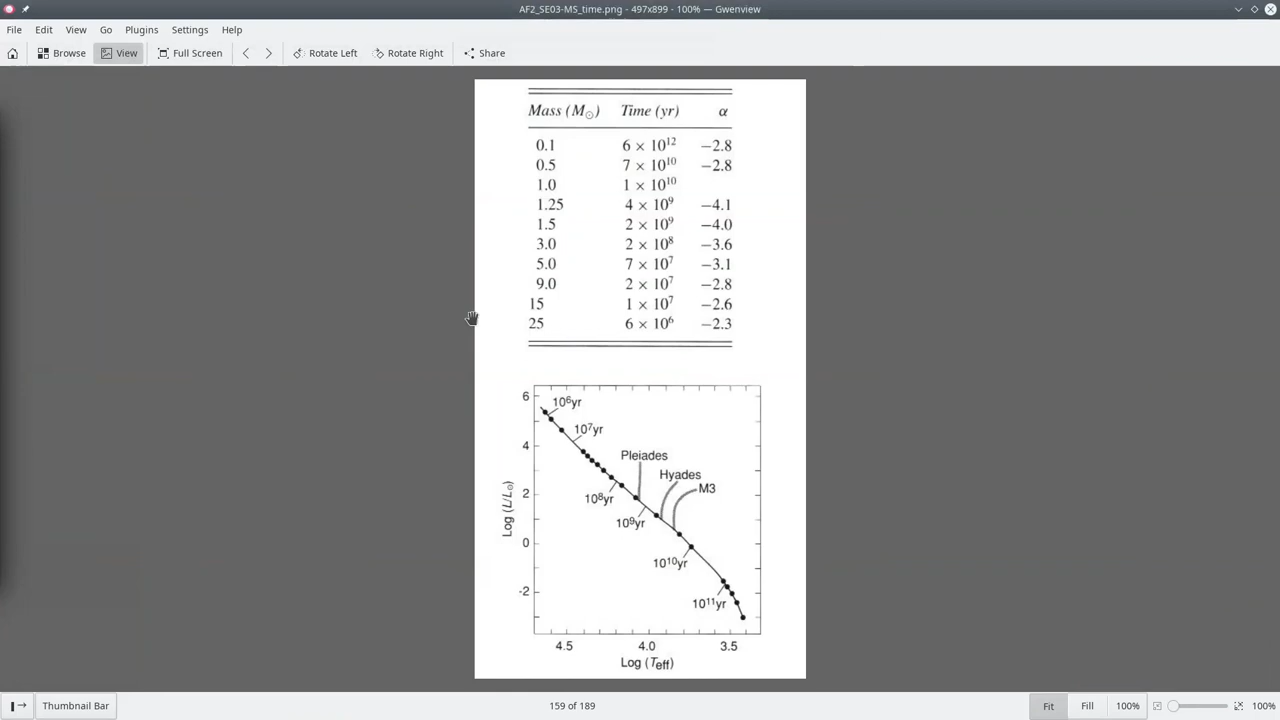 AF2_SE03-MS_time.png - 497x899 - 100% — Gwenview
File Edit View Go Plugins Settings Help
Browse View Full Screen Rotate Left Rotate Right Share
Mass (M⊙) Time (yr) α
0.1 6 × 10¹² −2.8
0.5 7 × 10¹⁰ −2.8
1.0 1 × 10¹⁰
1.25 4 × 10⁹ −4.1
1.5 2 × 10⁹ −4.0
3.0 2 × 10⁸ −3.6
5.0 7 × 10⁷ −3.1
9.0 2 × 10⁷ −2.8
15 1 × 10⁷ −2.6
25 6 × 10⁶ −2.3
6
10⁶yr
10⁷yr
4
Pleiades
Hyades
M3
2
10⁸yr
10⁹yr
Log (L/L⊙)
0
10¹⁰yr
-2
10¹¹yr
4.5 4.0 3.5
Log (Teff)
Thumbnail Bar 159 of 189 Fit Fill 100% 100%